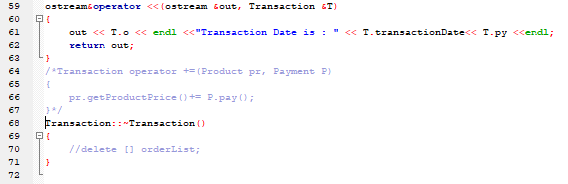 59 ostream&operator <<(ostream &out, Transaction &T)
60 {
61 out << T.o << endl <<"Transaction Date is : " << T.transactionDate<< T.py <<endl;
62 return out;
63 }
64 /*Transaction operator +=(Product pr, Payment P)
65 {
66 pr.getProductPrice()+= P.pay();
67 }*/
68 Transaction::~Transaction()
69 {
70 //delete [] orderList;
71 }
72